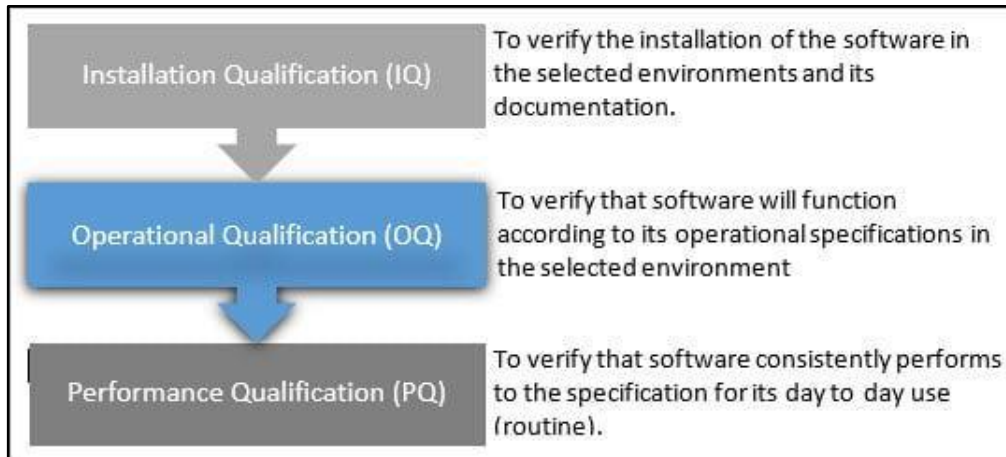 Installation Qualification (IQ)
To verify the installation of the software in
the selected environments and its
documentation.
Operational Qualification (OQ)
To verify that software will function
according to its operational specifications in
the selected environment
Performance Qualification (PQ)
To verify that software consistently performs
to the specification for its day to day use
(routine).